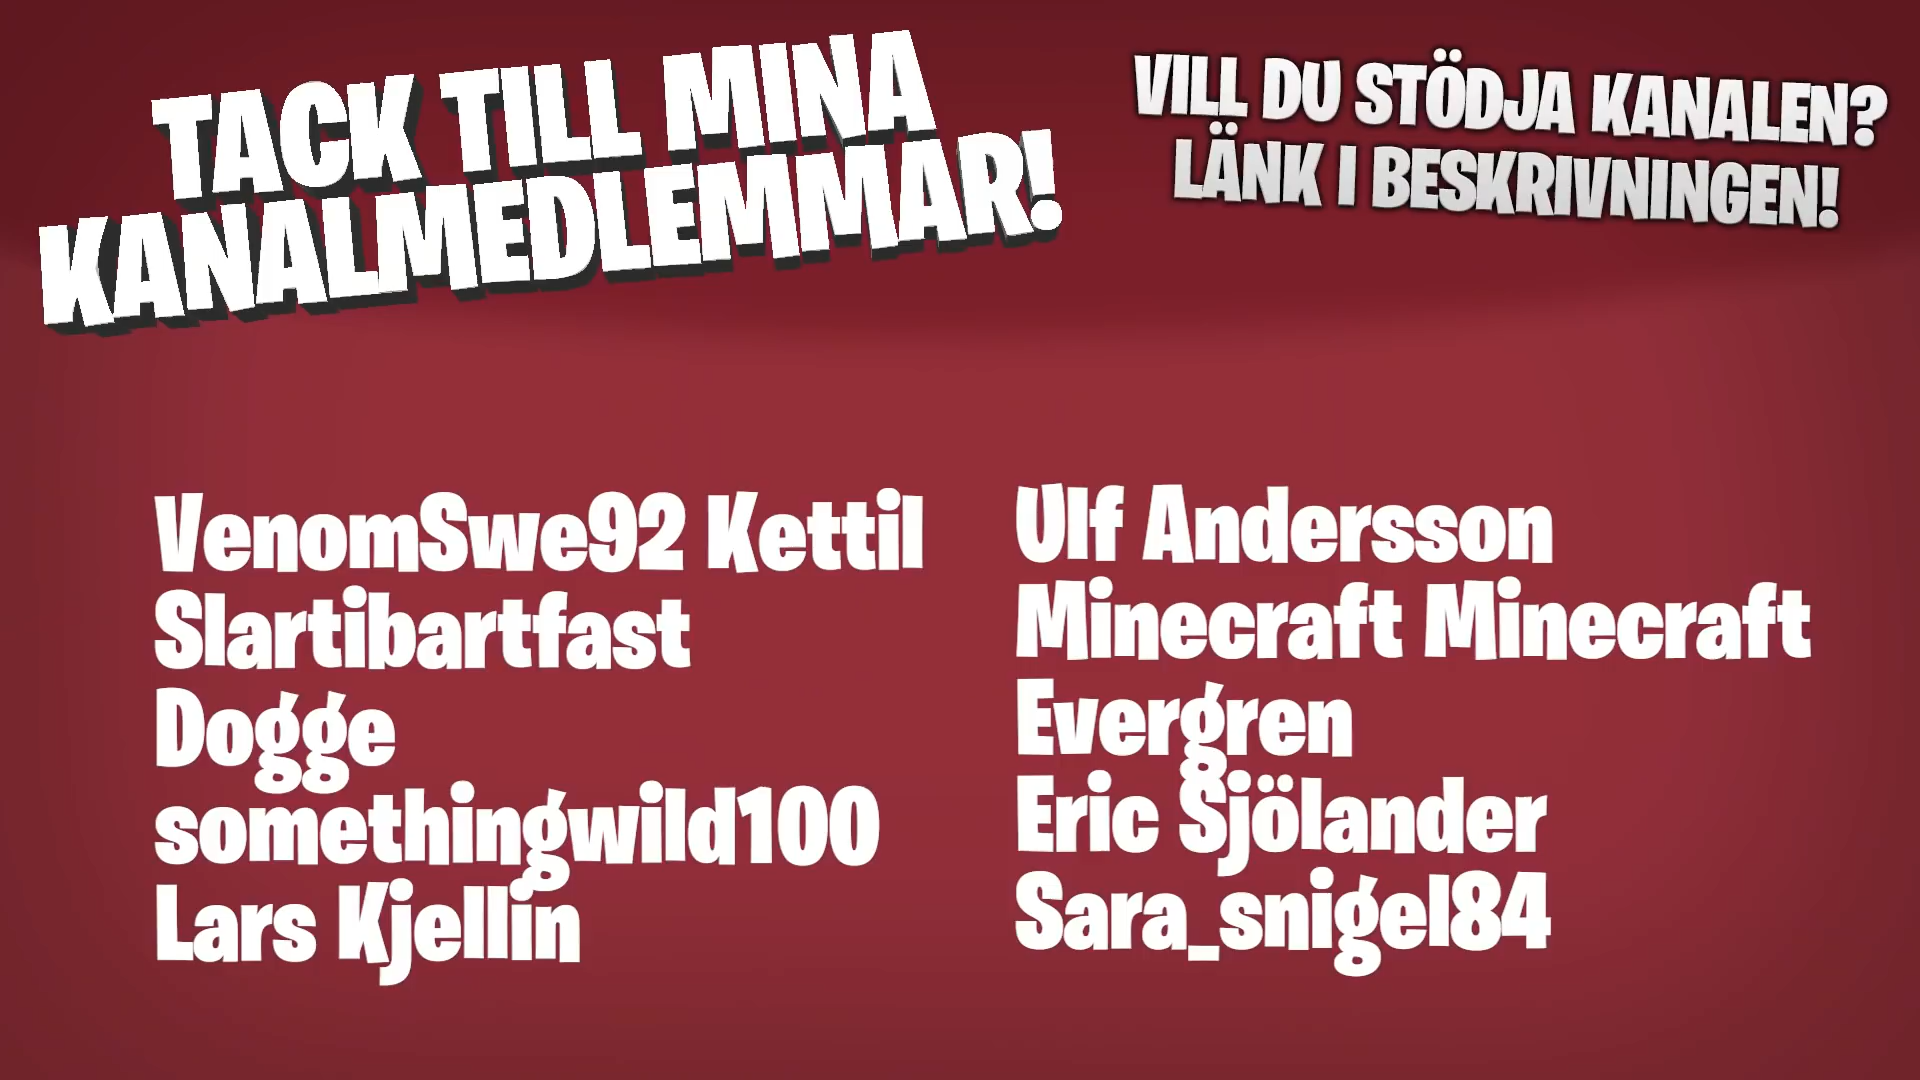 TACK TILL MINA
KANALMEDLEMMAR!
VILL DU STÖDJA KANALEN?
LÄNK I BESKRIVNINGEN!
VenomSwe92 Kettil
Slartibartfast
Dogge
somethingwild100
Lars Kjellin
Ulf Andersson
Minecraft Minecraft
Evergren
Eric Sjölander
Sara_snigel84